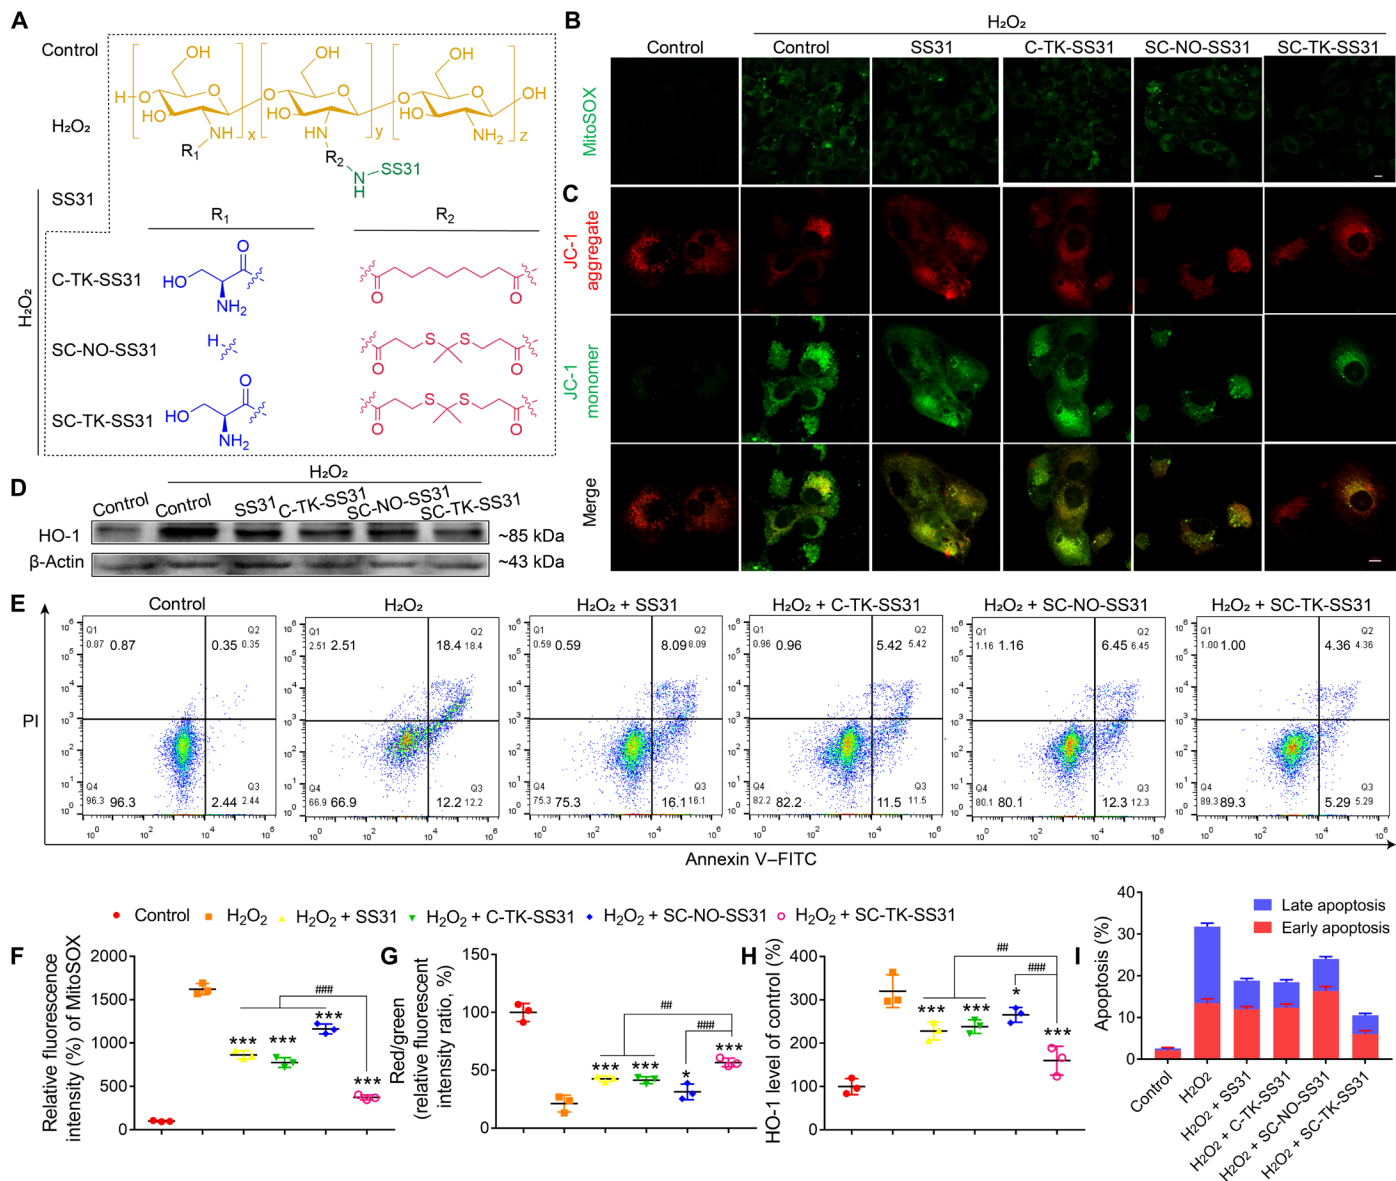 A
Control
H₂O₂
SS31
H₂O₂
C-TK-SS31
SC-NO-SS31
SC-TK-SS31
OH
OH
OH
H
O
O
O
O
O
O
OH
HO
HO
HO
NH
HN
NH₂
x
y
z
R₁
R₂
N
H
SS31
R₁
R₂
O
HO
NH₂
O
O
H
S
S
O
O
O
HO
NH₂
S
S
O
O
B
H₂O₂
Control
Control
SS31
C-TK-SS31
SC-NO-SS31
SC-TK-SS31
MitoSOX
C
JC-1
aggregate
JC-1
monomer
Merge
D
H₂O₂
Control
Control
SS31
C-TK-SS31
SC-NO-SS31
SC-TK-SS31
HO-1
~85 kDa
β-Actin
~43 kDa
E
Control
H₂O₂
H₂O₂ + SS31
H₂O₂ + C-TK-SS31
H₂O₂ + SC-NO-SS31
H₂O₂ + SC-TK-SS31
PI
Q1
0.87 0.87
Q2
0.35 0.35
Q4
96.3 96.3
Q3
2.44 2.44
Q1
2.51 2.51
Q2
18.4 18.4
Q4
66.9 66.9
Q3
12.2 12.2
Q1
0.59 0.59
Q2
8.09 8.09
Q4
75.3 75.3
Q3
16.1 16.1
Q1
0.96 0.96
Q2
5.42 5.42
Q4
82.2 82.2
Q3
11.5 11.5
Q1
1.16 1.16
Q2
6.45 6.45
Q4
80.1 80.1
Q3
12.3 12.3
Q1
1.00 1.00
Q2
4.36 4.36
Q4
89.3 89.3
Q3
5.29 5.29
Annexin V–FITC
Control
H₂O₂
H₂O₂ + SS31
H₂O₂ + C-TK-SS31
H₂O₂ + SC-NO-SS31
H₂O₂ + SC-TK-SS31
F
Relative fluorescence
intensity (%) of MitoSOX
2000
1500
1000
500
0
***
***
***
***
###
G
Red/green
(relative fluorescent
intensity ratio, %)
150
100
50
0
***
***
*
***
##
###
H
HO-1 level of control (%)
400
300
200
100
0
***
***
*
***
##
###
I
Apoptosis (%)
40
30
20
10
0
Late apoptosis
Early apoptosis
Control
H₂O₂
H₂O₂ + SS31
H₂O₂ + C-TK-SS31
H₂O₂ + SC-NO-SS31
H₂O₂ + SC-TK-SS31